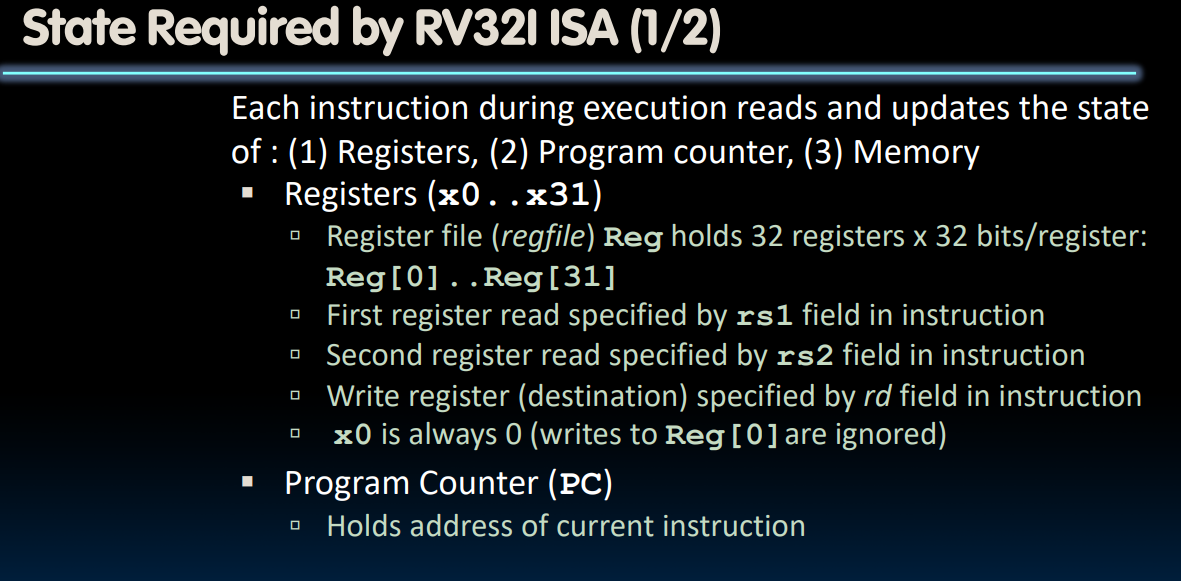 State Required by RV32I ISA (1/2)
Each instruction during execution reads and updates the state
of : (1) Registers, (2) Program counter, (3) Memory
▪ Registers (x0..x31)
▫ Register file (regfile) Reg holds 32 registers x 32 bits/register:
Reg[0]..Reg[31]
▫ First register read specified by rs1 field in instruction
▫ Second register read specified by rs2 field in instruction
▫ Write register (destination) specified by rd field in instruction
▫ x0 is always 0 (writes to Reg[0]are ignored)
▪ Program Counter (PC)
▫ Holds address of current instruction